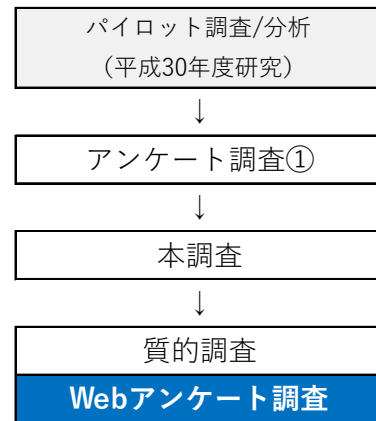 パイロット調査/分析
（平成30年度研究）
↓
アンケート調査①
↓
本調査
↓
質的調査
Webアンケート調査